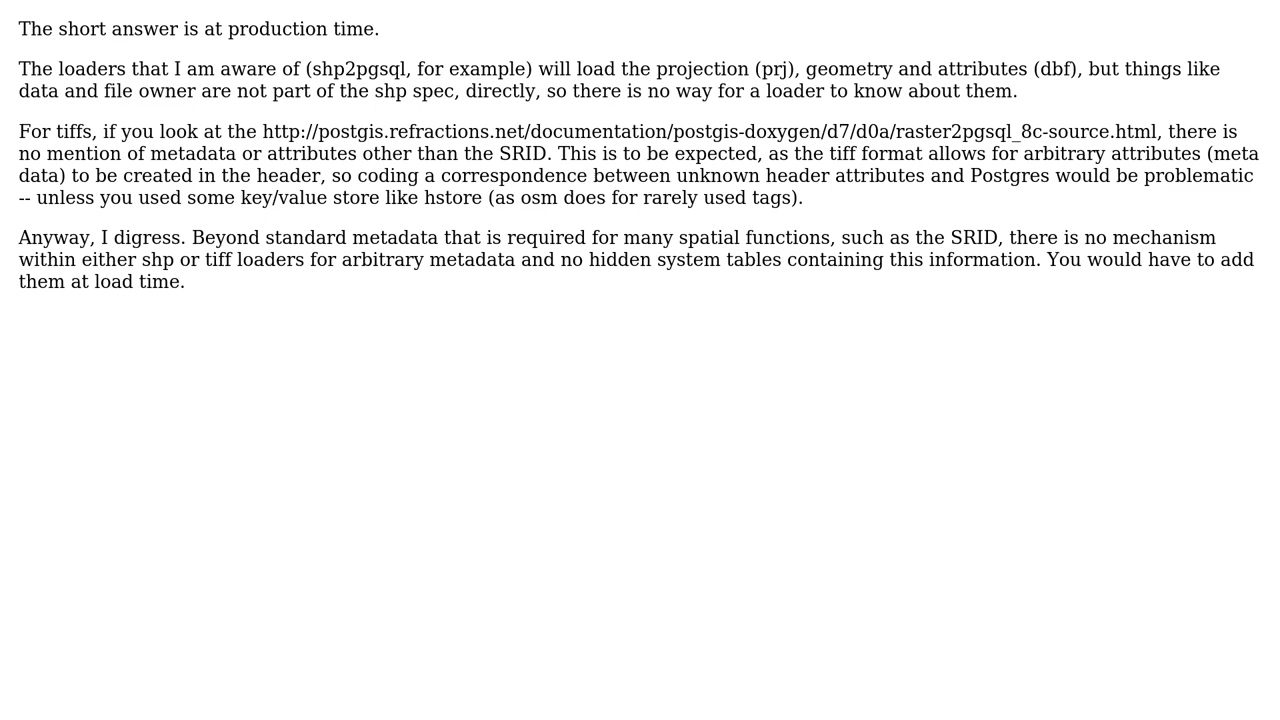 The short answer is at production time.
The loaders that I am aware of (shp2pgsql, for example) will load the projection (prj), geometry and attributes (dbf), but things like
data and file owner are not part of the shp spec, directly, so there is no way for a loader to know about them.
For tiffs, if you look at the http://postgis.refractions.net/documentation/postgis-doxygen/d7/d0a/raster2pgsql_8c-source.html, there is
no mention of metadata or attributes other than the SRID. This is to be expected, as the tiff format allows for arbitrary attributes (meta
data) to be created in the header, so coding a correspondence between unknown header attributes and Postgres would be problematic
-- unless you used some key/value store like hstore (as osm does for rarely used tags).
Anyway, I digress. Beyond standard metadata that is required for many spatial functions, such as the SRID, there is no mechanism
within either shp or tiff loaders for arbitrary metadata and no hidden system tables containing this information. You would have to add
them at load time.